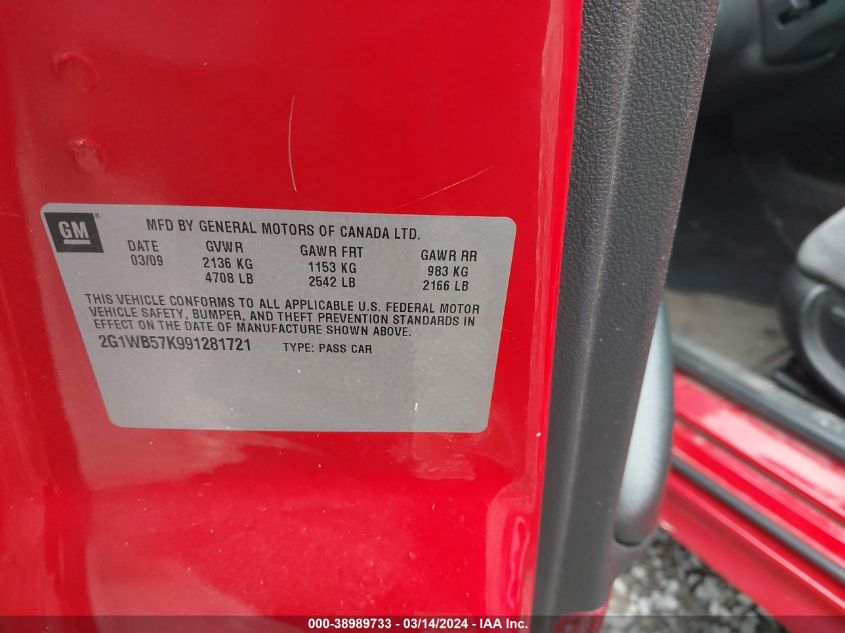 GM
MFD BY GENERAL MOTORS OF CANADA LTD.
DATE GVWR GAWR FRT GAWR RR
03/09 2136 KG 1153 KG 983 KG
4708 LB 2542 LB 2166 LB
THIS VEHICLE CONFORMS TO ALL APPLICABLE U.S. FEDERAL MOTOR
VEHICLE SAFETY, BUMPER, AND THEFT PREVENTION STANDARDS IN
EFFECT ON THE DATE OF MANUFACTURE SHOWN ABOVE.
2G1WB57K991281721 TYPE: PASS CAR
000-38989733 - 03/14/2024 - IAA Inc.